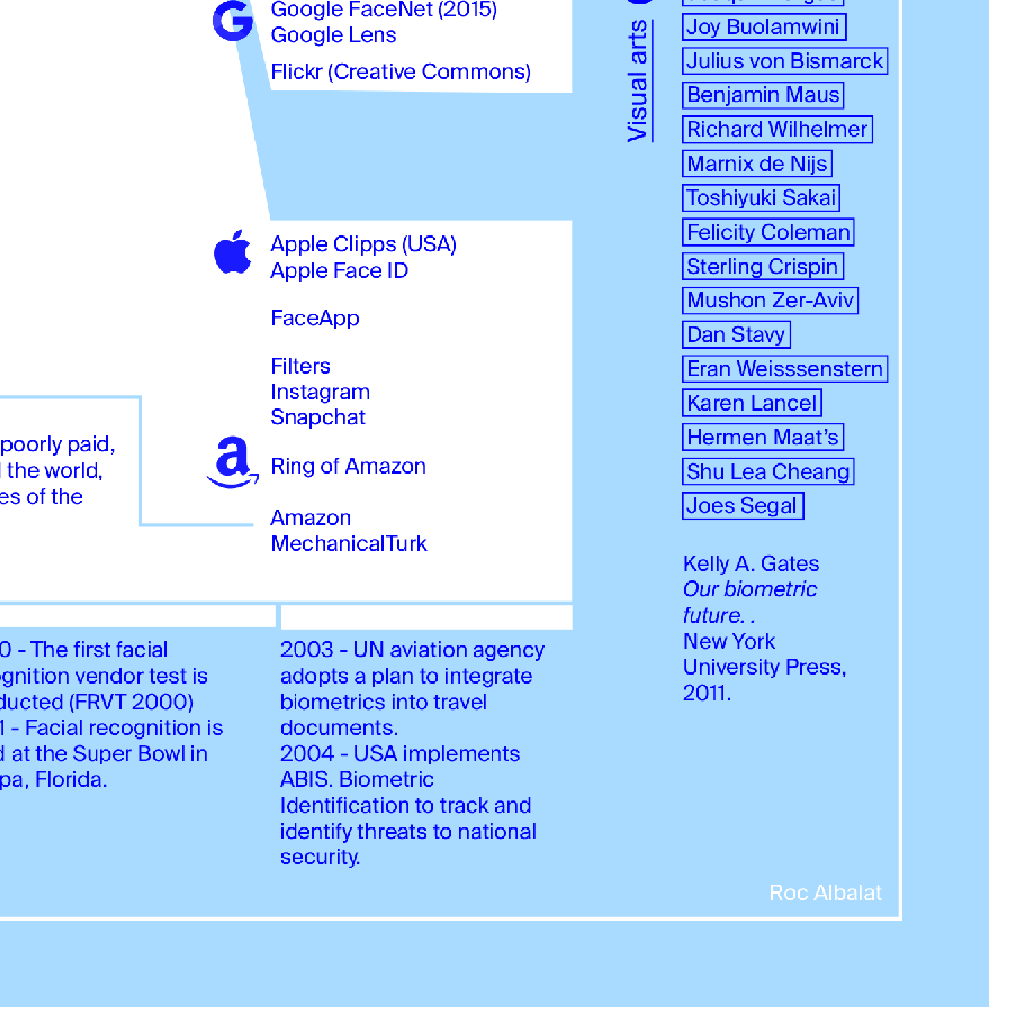 Google FaceNet (2015)
Google Lens
Flickr (Creative Commons)
Apple Clipps (USA)
Apple Face ID
FaceApp
Filters
Instagram
Snapchat
Ring of Amazon
Amazon
MechanicalTurk
poorly paid,
the world,
es of the
0 - The first facial
gnition vendor test is
ducted (FRVT 2000)
1 - Facial recognition is
d at the Super Bowl in
pa, Florida.
2003 - UN aviation agency
adopts a plan to integrate
biometrics into travel
documents.
2004 - USA implements
ABIS. Biometric
Identification to track and
identify threats to national
security.
Visual arts
Joy Buolamwini
Julius von Bismarck
Benjamin Maus
Richard Wilhelmer
Marnix de Nijs
Toshiyuki Sakai
Felicity Coleman
Sterling Crispin
Mushon Zer-Aviv
Dan Stavy
Eran Weisssenstern
Karen Lancel
Hermen Maat's
Shu Lea Cheang
Joes Segal
Kelly A. Gates
Our biometric
future. .
New York
University Press,
2011.
Roc Albalat